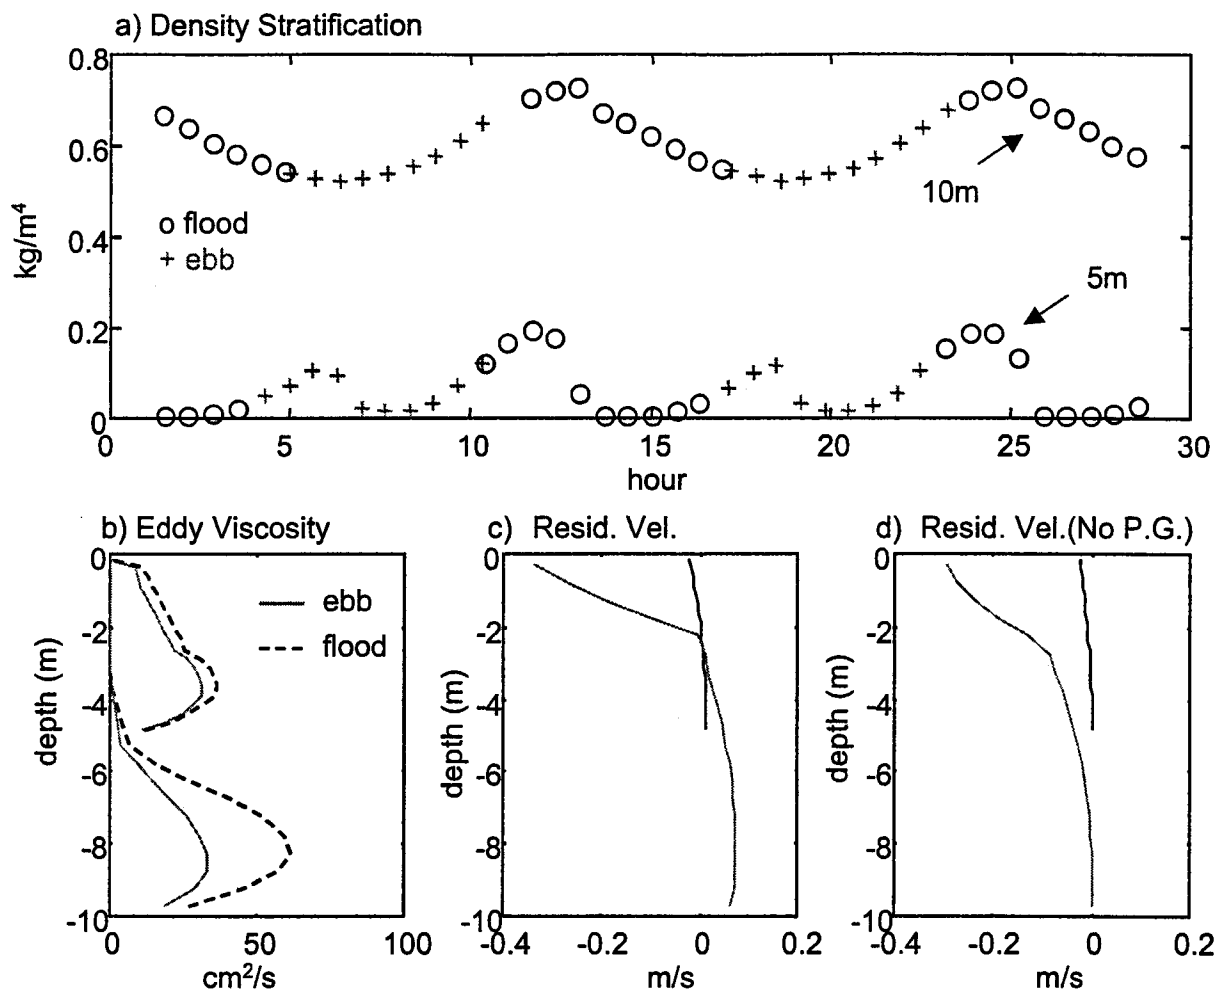 a) Density Stratification
0.8
0.6
0.4
0.2
0
kg/m⁴
o flood
+ ebb
10m
5m
0 5 10 15 20 25 30
hour
b) Eddy Viscosity
0
-2
-4
-6
-8
-10
depth (m)
ebb
flood
0 50 100
cm²/s
c) Resid. Vel.
0
-2
-4
-6
-8
-10
depth (m)
-0.4 -0.2 0 0.2
m/s
d) Resid. Vel.(No P.G.)
0
-2
-4
-6
-8
-10
depth (m)
-0.4 -0.2 0 0.2
m/s